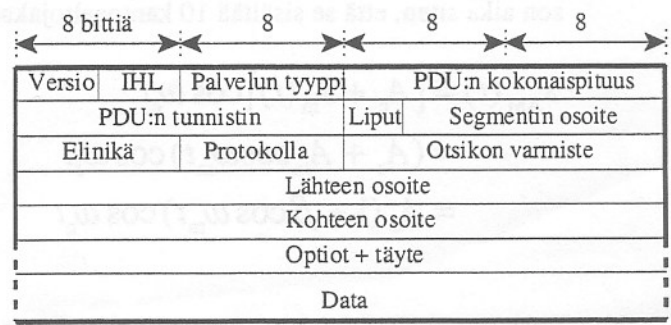 8 bittiä 8 8 8
Versio IHL Palvelun tyyppi PDU:n kokonaispituus
PDU:n tunnistin Liput Segmentin osoite
Elinikä Protokolla Otsikon varmiste
Lähteen osoite
Kohteen osoite
Optiot + täyte
Data